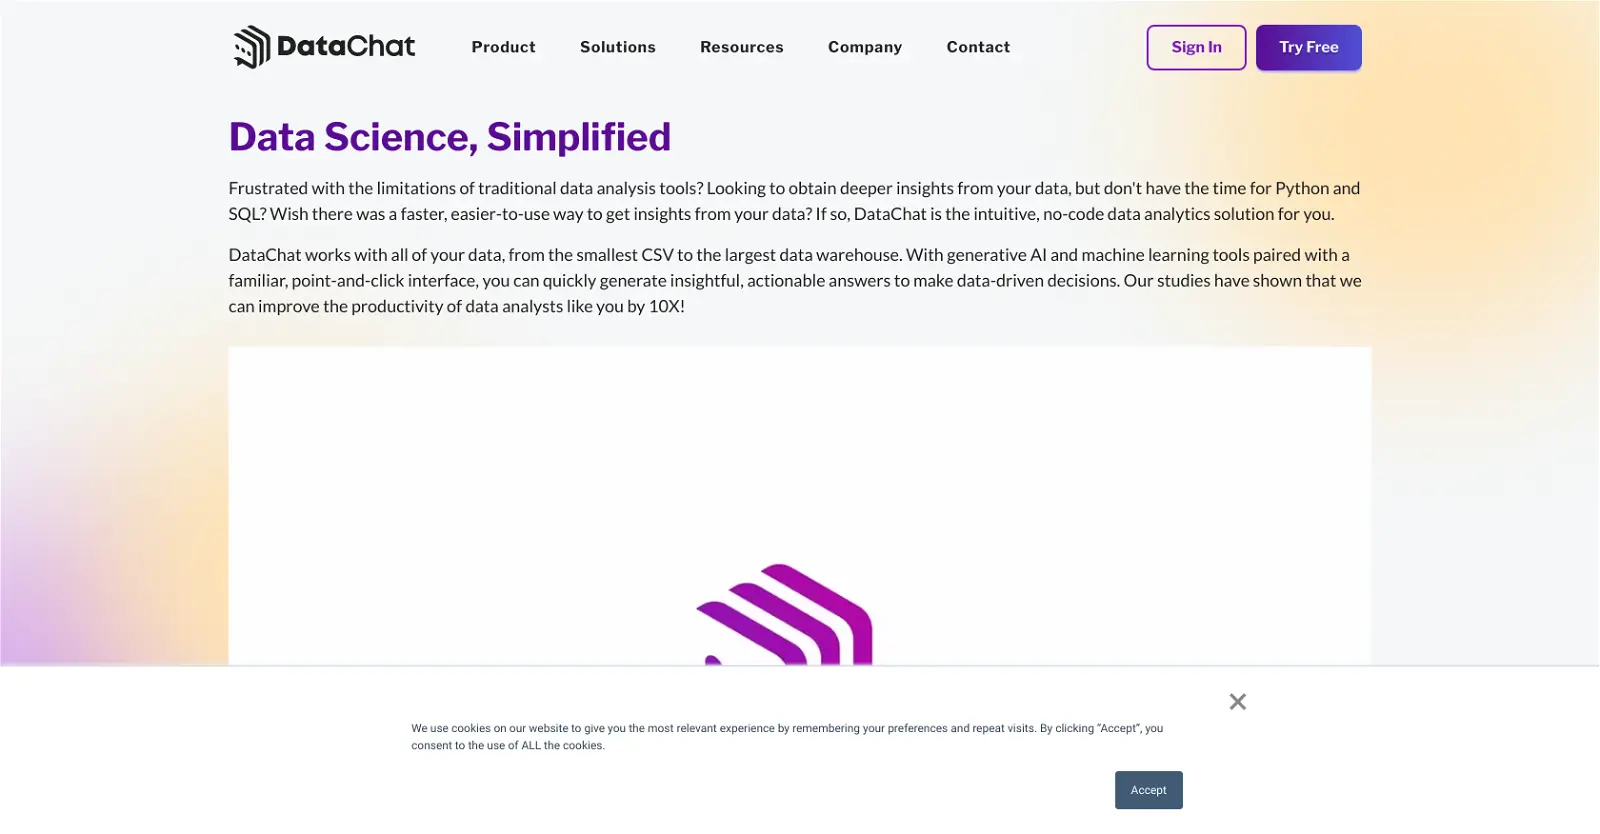 DataChat
Product
Solutions
Resources
Company
Contact
Sign In
Try Free
Data Science, Simplified
Frustrated with the limitations of traditional data analysis tools? Looking to obtain deeper insights from your data, but don't have the time for Python and
SQL? Wish there was a faster, easier-to-use way to get insights from your data? If so, DataChat is the intuitive, no-code data analytics solution for you.
DataChat works with all of your data, from the smallest CSV to the largest data warehouse. With generative AI and machine learning tools paired with a
familiar, point-and-click interface, you can quickly generate insightful, actionable answers to make data-driven decisions. Our studies have shown that we
can improve the productivity of data analysts like you by 10X!
We use cookies on our website to give you the most relevant experience by remembering your preferences and repeat visits. By clicking “Accept”, you
consent to the use of ALL the cookies.
Accept